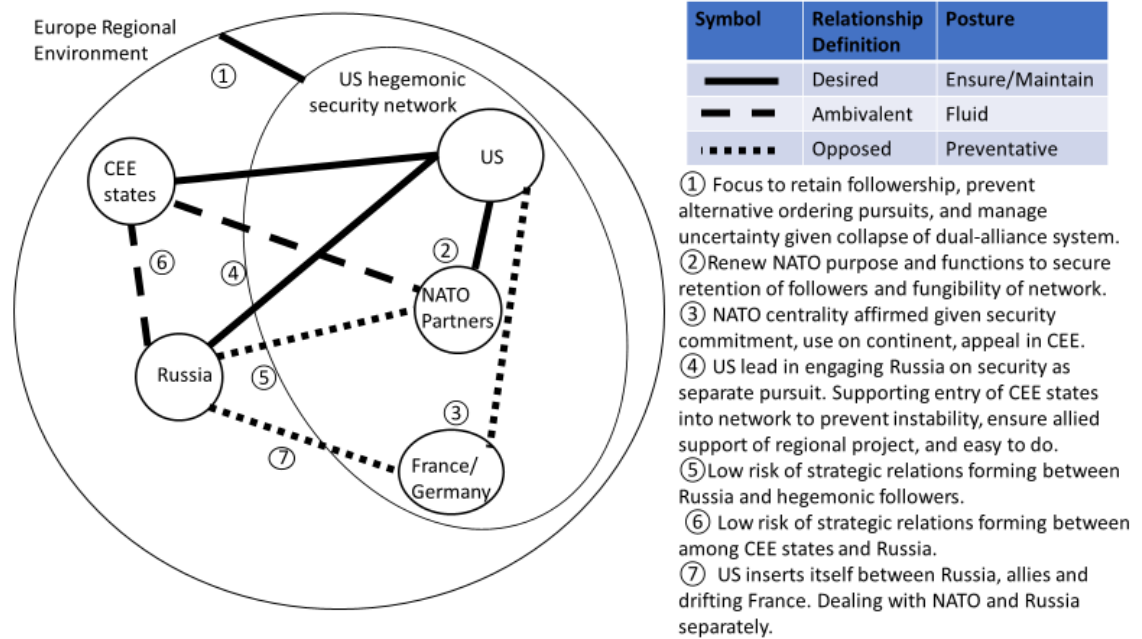 Europe Regional
Environment
①
US hegemonic
security network
CEE
states
US
⑥
④
②
NATO
Partners
Russia
⑤
③
⑦
France/
Germany
Symbol Relationship Definition Posture
Desired Ensure/Maintain
Ambivalent Fluid
Opposed Preventative
① Focus to retain followership, prevent
alternative ordering pursuits, and manage
uncertainty given collapse of dual-alliance system.
②Renew NATO purpose and functions to secure
retention of followers and fungibility of network.
③ NATO centrality affirmed given security
commitment, use on continent, appeal in CEE.
④ US lead in engaging Russia on security as
separate pursuit. Supporting entry of CEE states
into network to prevent instability, ensure allied
support of regional project, and easy to do.
⑤Low risk of strategic relations forming between
Russia and hegemonic followers.
⑥ Low risk of strategic relations forming between
among CEE states and Russia.
⑦ US inserts itself between Russia, allies and
drifting France. Dealing with NATO and Russia
separately.